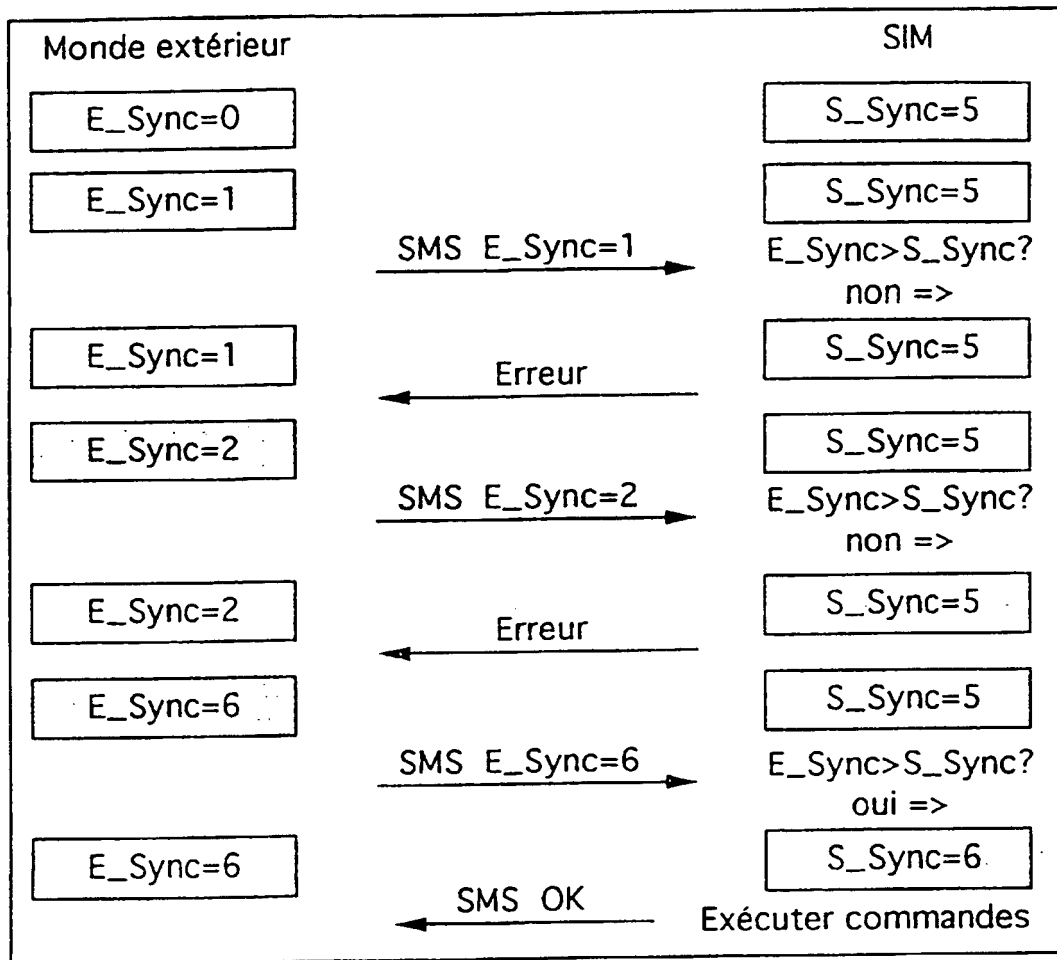 Monde extérieur SIM
E_Sync=0 S_Sync=5
E_Sync=1 S_Sync=5
SMS E_Sync=1 E_Sync>S_Sync?
non =>
E_Sync=1 S_Sync=5
Erreur
E_Sync=2 S_Sync=5
SMS E_Sync=2 E_Sync>S_Sync?
non =>
E_Sync=2 S_Sync=5
Erreur
E_Sync=6 S_Sync=5
SMS E_Sync=6 E_Sync>S_Sync?
oui =>
E_Sync=6 S_Sync=6
SMS OK Exécuter commandes